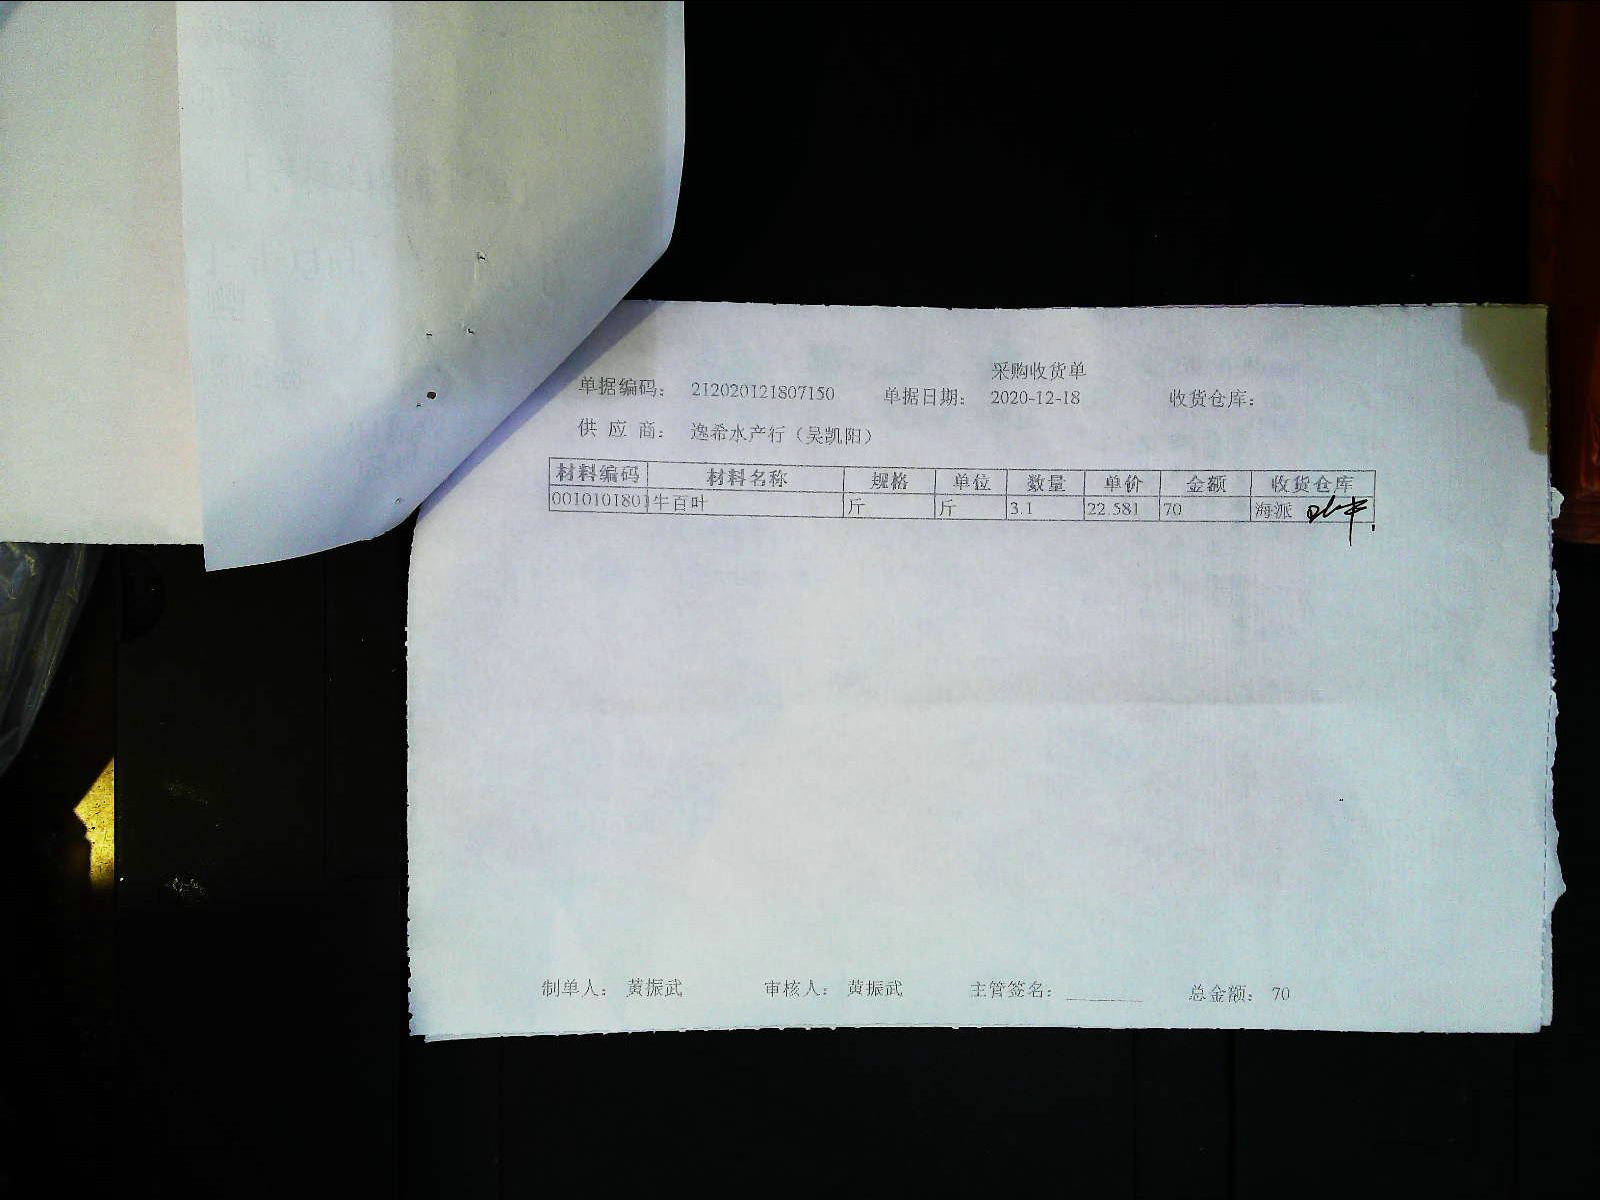 采购收货单
单据编码： 212020121807150 单据日期： 2020-12-18 收货仓库：
供 应 商： 逸希水产行（吴凯阳）
材料编码 材料名称 规格 单位 数量 单价 金额 收货仓库
0010101801 牛百叶 斤 斤 3.1 22.581 70 海派
制单人： 黄振武 审核人： 黄振武 主管签名： ________ 总金额： 70